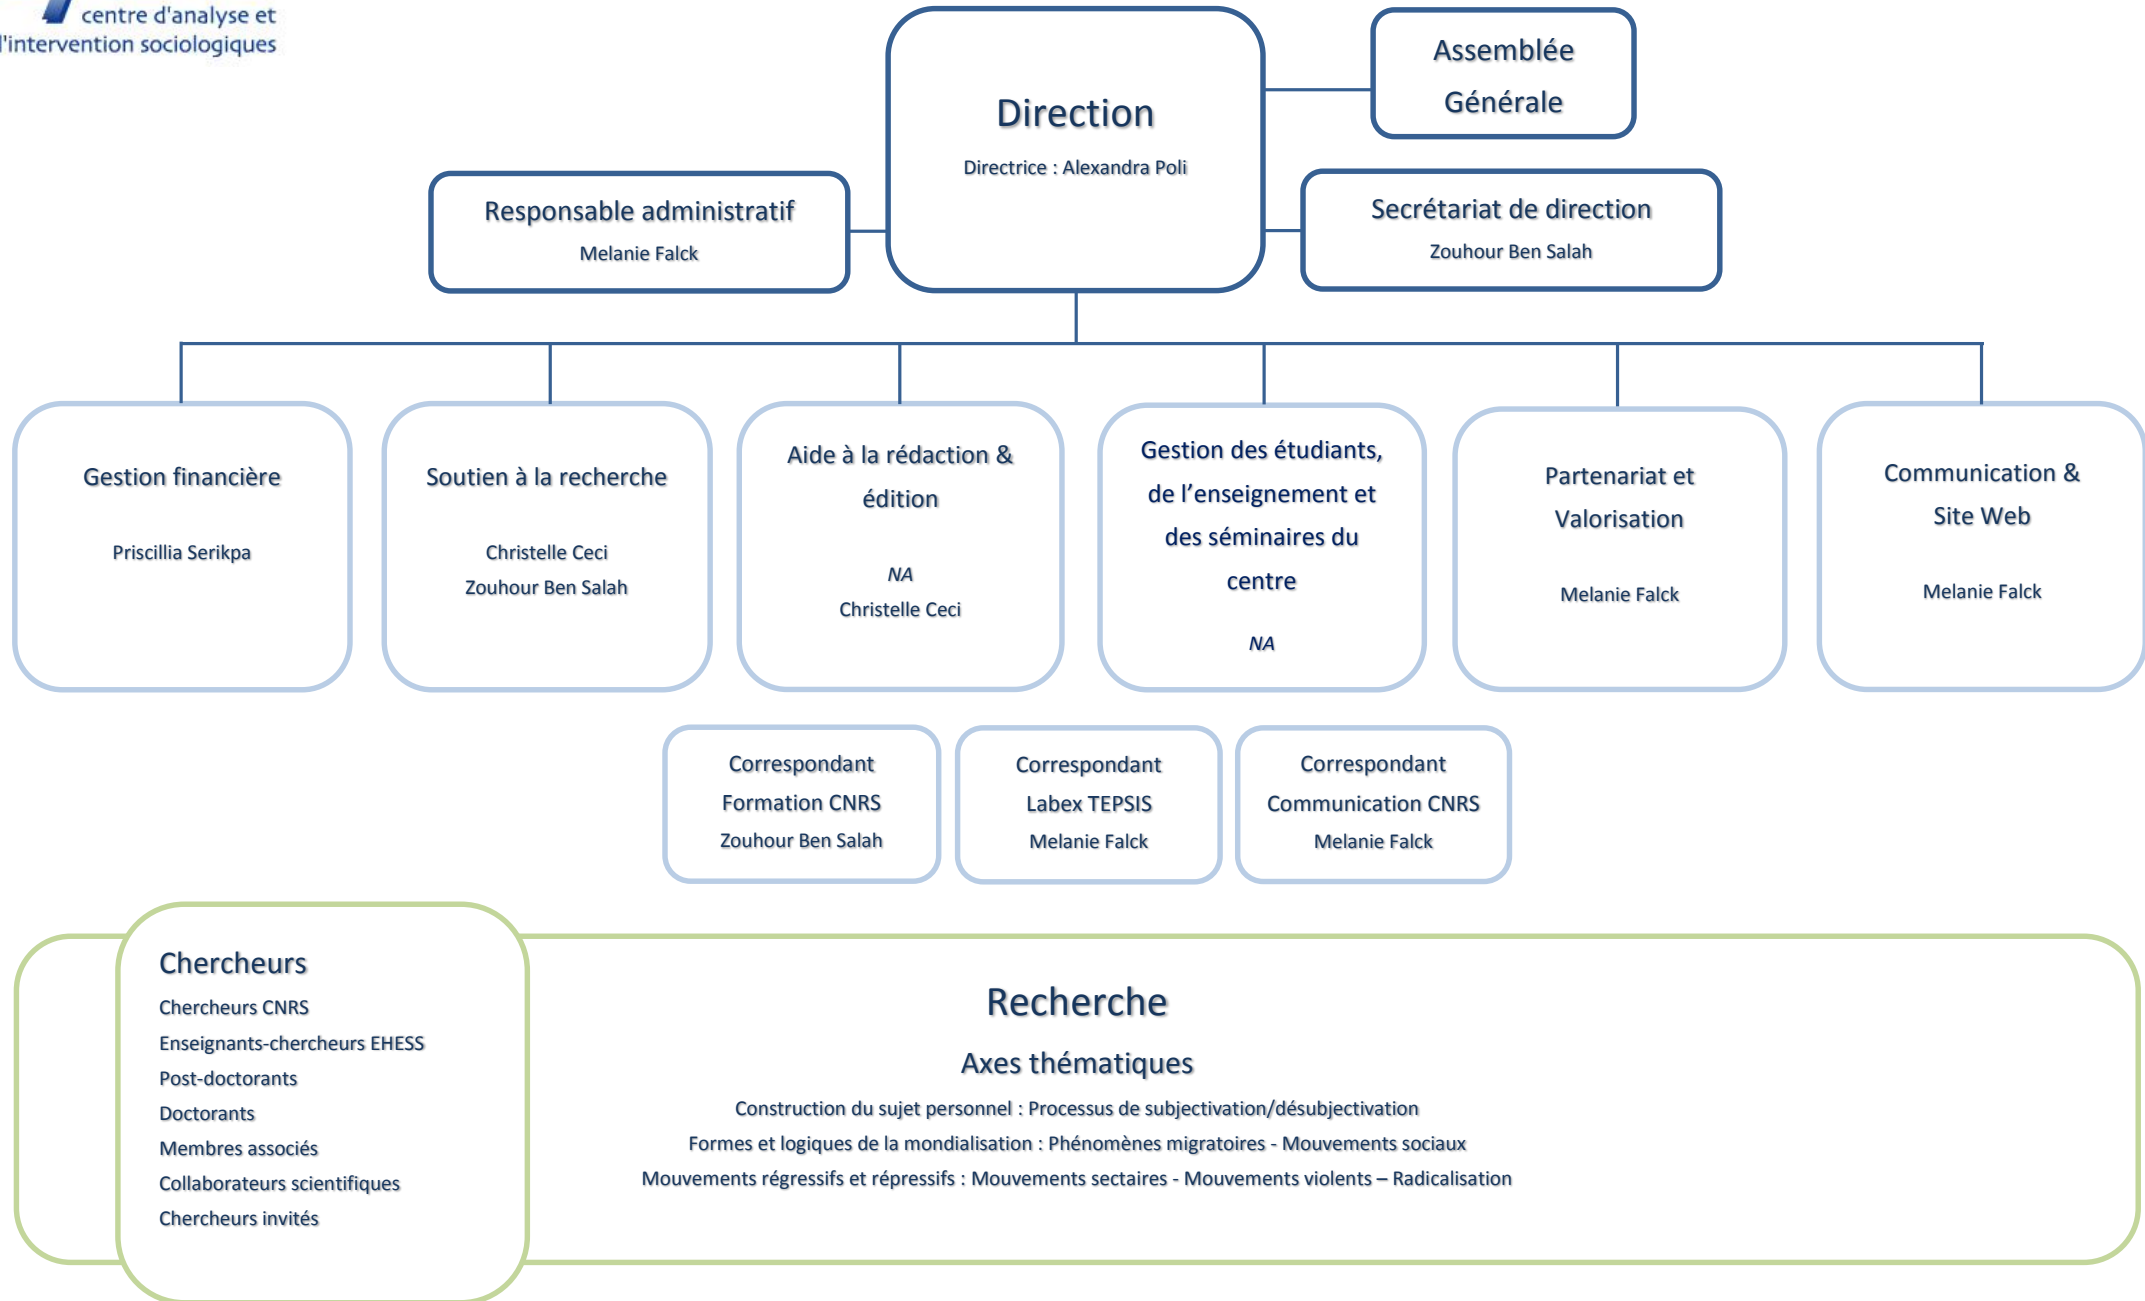 centre d'analyse et
d'intervention sociologiques
Direction
Directrice : Alexandra Poli
Assemblée
Générale
Responsable administratif
Melanie Falck
Secrétariat de direction
Zouhour Ben Salah
Gestion financière
Priscillia Serikpa
Soutien à la recherche
Christelle Ceci
Zouhour Ben Salah
Aide à la rédaction &
édition
NA
Christelle Ceci
Gestion des étudiants,
de l’enseignement et
des séminaires du
centre
NA
Partenariat et
Valorisation
Melanie Falck
Communication &
Site Web
Melanie Falck
Correspondant
Formation CNRS
Zouhour Ben Salah
Correspondant
Labex TEPSIS
Melanie Falck
Correspondant
Communication CNRS
Melanie Falck
Chercheurs
Chercheurs CNRS
Enseignants-chercheurs EHESS
Post-doctorants
Doctorants
Membres associés
Collaborateurs scientifiques
Chercheurs invités
Recherche
Axes thématiques
Construction du sujet personnel : Processus de subjectivation/désubjectivation
Formes et logiques de la mondialisation : Phénomènes migratoires - Mouvements sociaux
Mouvements régressifs et répressifs : Mouvements sectaires - Mouvements violents – Radicalisation